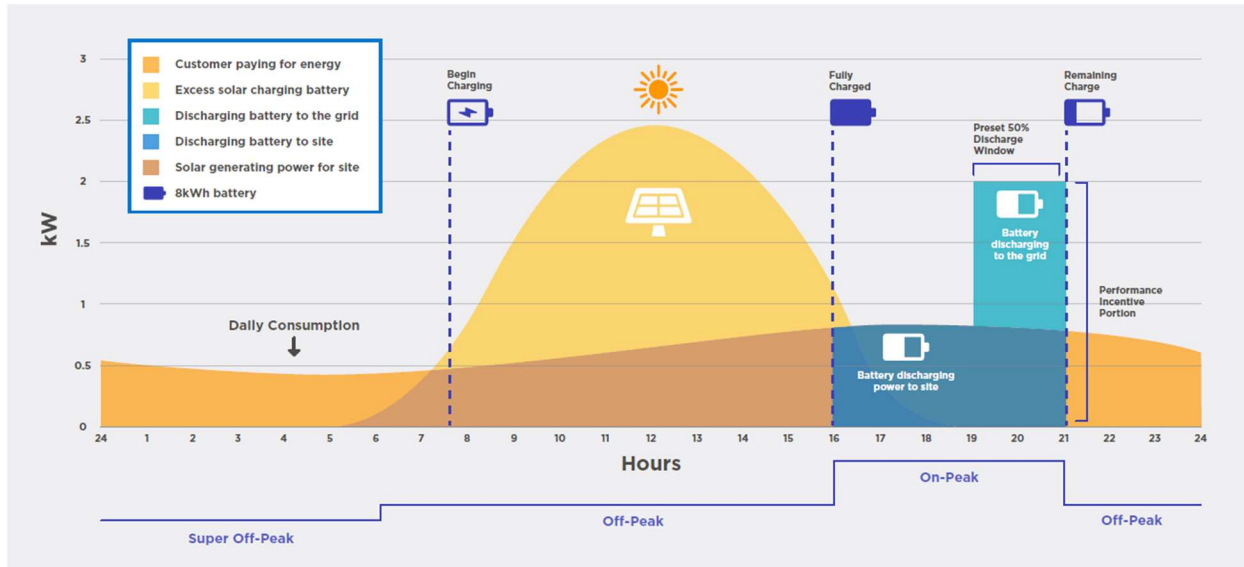 Customer paying for energy
Excess solar charging battery
Discharging battery to the grid
Discharging battery to site
Solar generating power for site
8kWh battery
Begin
Charging
Fully
Charged
Remaining
Charge
Preset 50%
Discharge
Window
kW
3
2.5
2
1.5
1
0.5
0
Daily Consumption
Battery
discharging
to the grid
Performance
Incentive
Portion
Battery discharging
power to site
24 1 2 3 4 5 6 7 8 9 10 11 12 13 14 15 16 17 18 19 20 21 22 23 24
Hours
Super Off-Peak
Off-Peak
On-Peak
Off-Peak